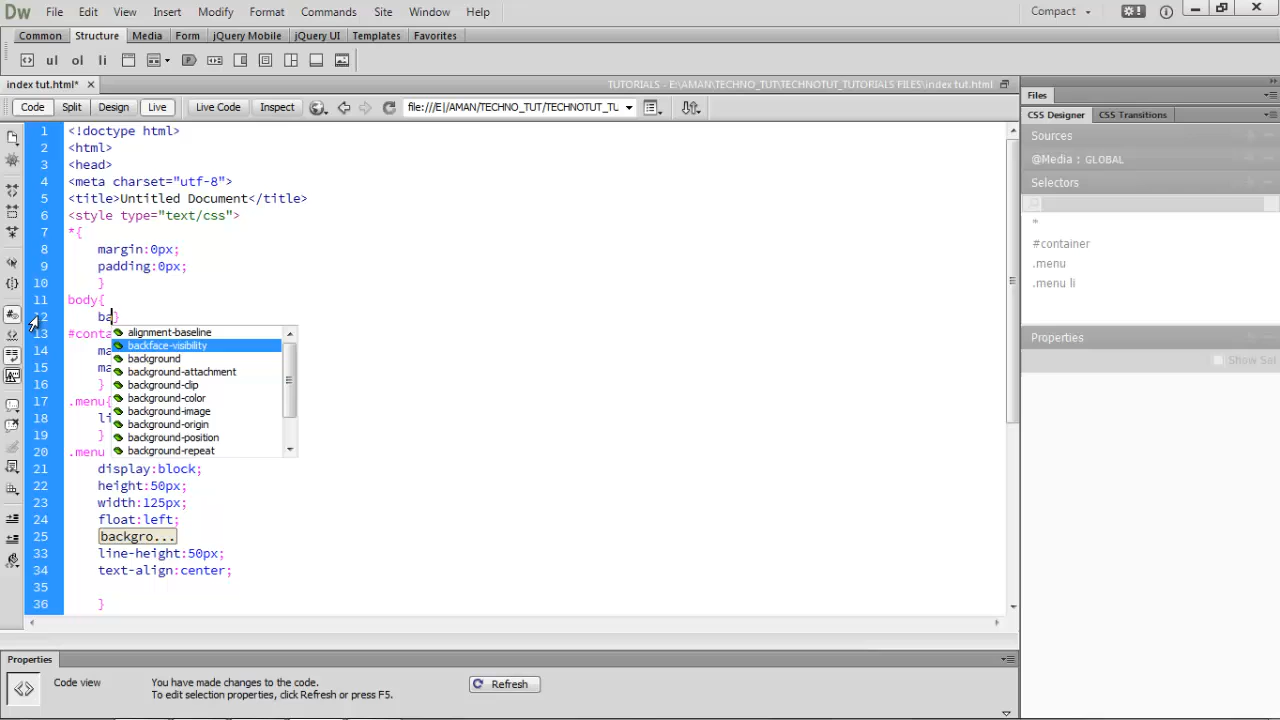 Dw File Edit View Insert Modify Format Commands Site Window Help Compact
Common Structure Media Form jQuery Mobile jQuery UI Templates Favorites
ul ol li
index tut.html* TUTORIALS - E:\AMAN\TECHNO_TUT\TECHNOTUT_TUTORIALS FILES\index tut.html
Code Split Design Live Live Code Inspect file:///E|/AMAN/TECHNO_TUT/TECHNOTUT_TU
1 <!doctype html>
2 <html>
3 <head>
4 <meta charset="utf-8">
5 <title>Untitled Document</title>
6 <style type="text/css">
7 *{
8 margin:0px;
9 padding:0px;
10 }
11 body{
12 ba}
13 #conta
14 ma
15 ma
16 }
17 .menu{
18 li
19 }
20 .menu
21 display:block;
22 height:50px;
23 width:125px;
24 float:left;
25 backgro...
33 line-height:50px;
34 text-align:center;
35
36 }
alignment-baseline
backface-visibility
background
background-attachment
background-clip
background-color
background-image
background-origin
background-position
background-repeat
Files
CSS Designer CSS Transitions
Sources
@Media : GLOBAL
Selectors
*
#container
.menu
.menu li
Properties
Show Set
Properties
Code view You have made changes to the code. Refresh
To edit selection properties, click Refresh or press F5.